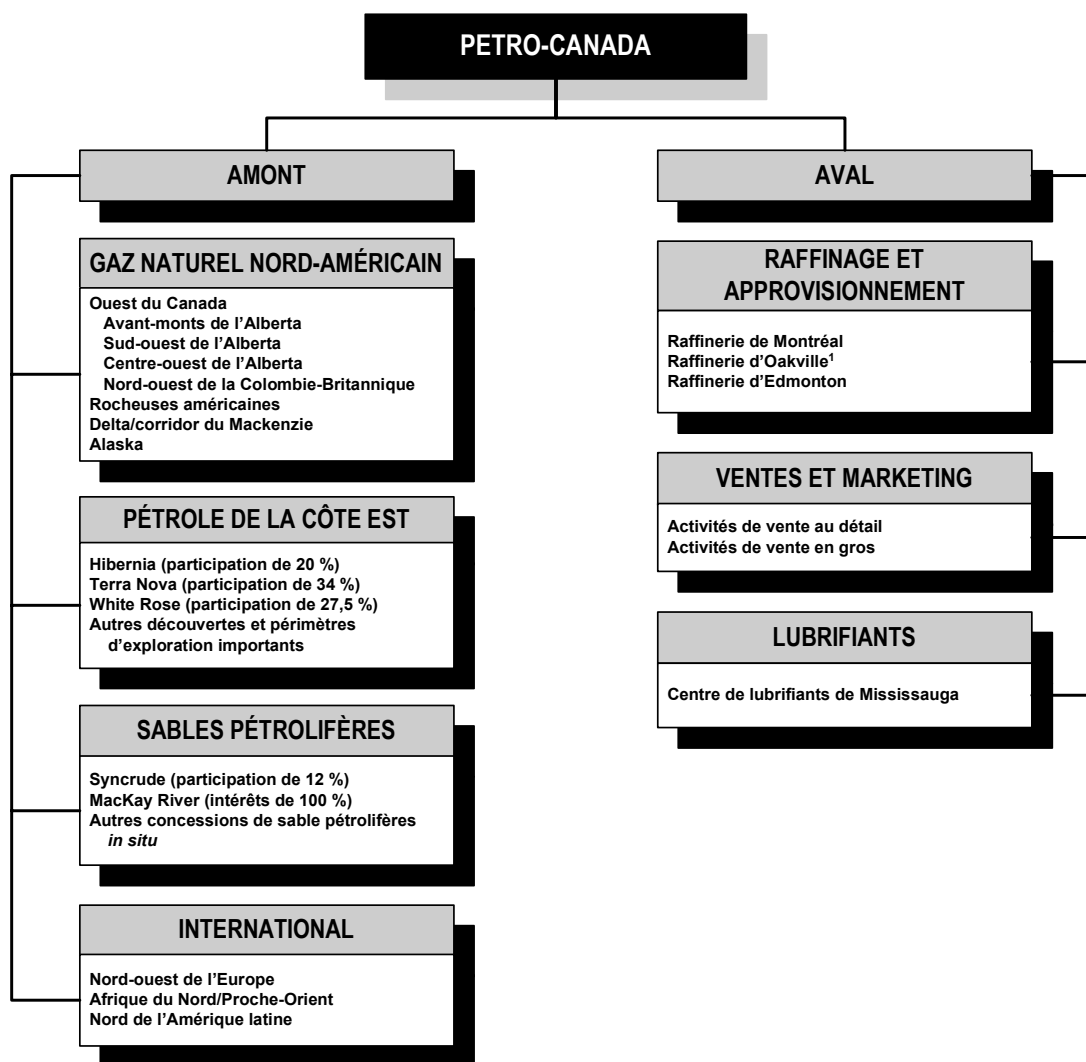 PETRO-CANADA
AMONT
GAZ NATUREL NORD-AMÉRICAIN
Ouest du Canada
Avant-monts de l’Alberta
Sud-ouest de l’Alberta
Centre-ouest de l’Alberta
Nord-ouest de la Colombie-Britannique
Rocheuses américaines
Delta/corridor du Mackenzie
Alaska
PÉTROLE DE LA CÔTE EST
Hibernia (participation de 20 %)
Terra Nova (participation de 34 %)
White Rose (participation de 27,5 %)
Autres découvertes et périmètres
d’exploration importants
SABLES PÉTROLIFÈRES
Syncrude (participation de 12 %)
MacKay River (intérêts de 100 %)
Autres concessions de sable pétrolifères
in situ
INTERNATIONAL
Nord-ouest de l’Europe
Afrique du Nord/Proche-Orient
Nord de l’Amérique latine
AVAL
RAFFINAGE ET
APPROVISIONNEMENT
Raffinerie de Montréal
Raffinerie d’Oakville¹
Raffinerie d’Edmonton
VENTES ET MARKETING
Activités de vente au détail
Activités de vente en gros
LUBRIFIANTS
Centre de lubrifiants de Mississauga